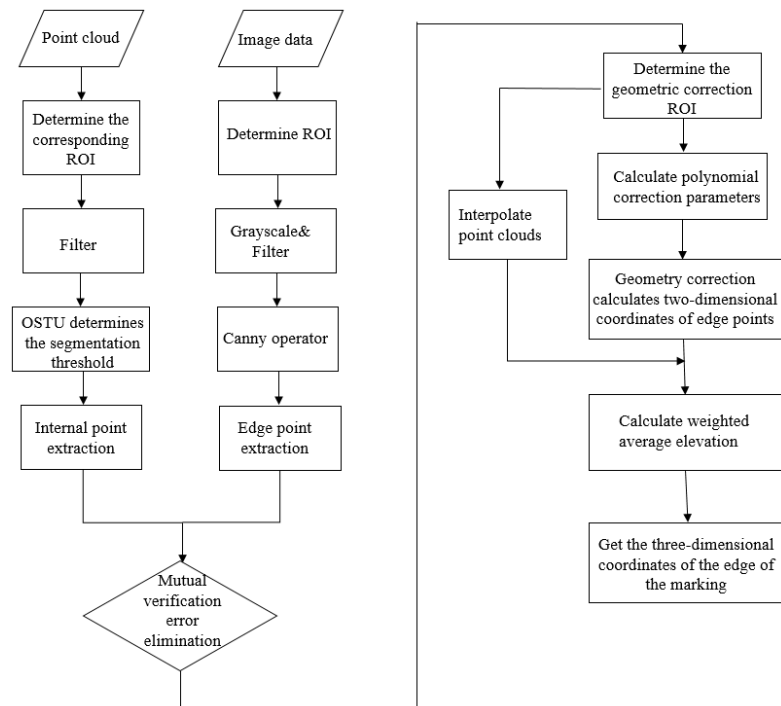 Point cloud
Determine the
corresponding
ROI
Filter
OSTU determines
the segmentation
threshold
Internal point
extraction
Image data
Determine ROI
Grayscale&
Filter
Canny operator
Edge point
extraction
Mutual
verification
error
elimination
Determine the
geometric correction
ROI
Interpolate
point clouds
Calculate polynomial
correction parameters
Geometry correction
calculates two-dimensional
coordinates of edge points
Calculate weighted
average elevation
Get the three-dimensional
coordinates of the edge of
the marking